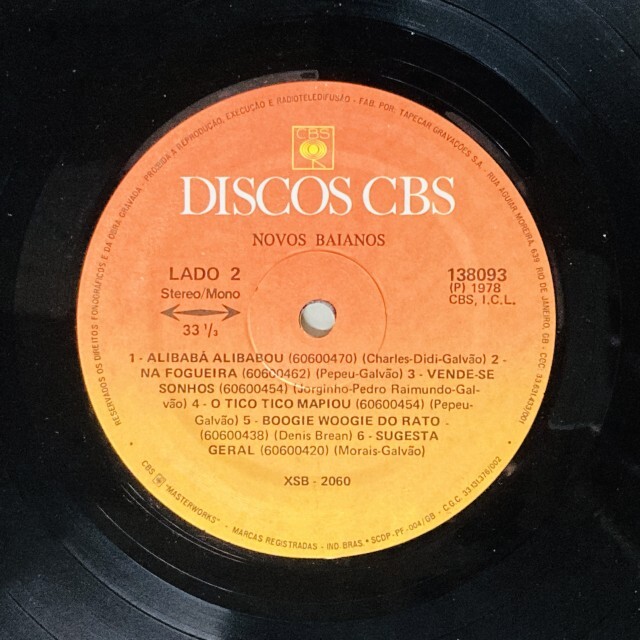 RESERVADOS OS DIREITOS FONOGRÁFICOS E DA OBRA GRAVADA - PROIBIDA A REPRODUÇÃO, EXECUÇÃO E RADIOTELEDIFUSÃO - FAB. POR: TAPECAR GRAVAÇÕES S.A. - RUA AGUIAR MOREIRA, 639 RIO DE JANEIRO, GB - CGC: 33.631.453/001
CBS
DISCOS CBS
NOVOS BAIANOS
LADO 2
138093
Stereo/Mono
(P) 1978
CBS, I.C.L.
33 1/3
1 - ALIBABÁ ALIBABOU (60600470) (Charles-Didi-Galvão) 2 -
NA FOGUEIRA (60600462) (Pepeu-Galvão) 3 - VENDE-SE
SONHOS (60600454) (Jorginho-Pedro Raimundo-Gal-
vão) 4 - O TICO TICO MAPIOU (60600454) (Pepeu-
Galvão) 5 - BOOGIE WOOGIE DO RATO -
(60600438) (Denis Brean) 6 - SUGESTA
GERAL (60600420) (Morais-Galvão)
XSB - 2060
CBS "MASTERWORKS" - MARCAS REGISTRADAS - IND. BRAS • SCDP-PF-004/GB - C.G.C. 33.131.376/002